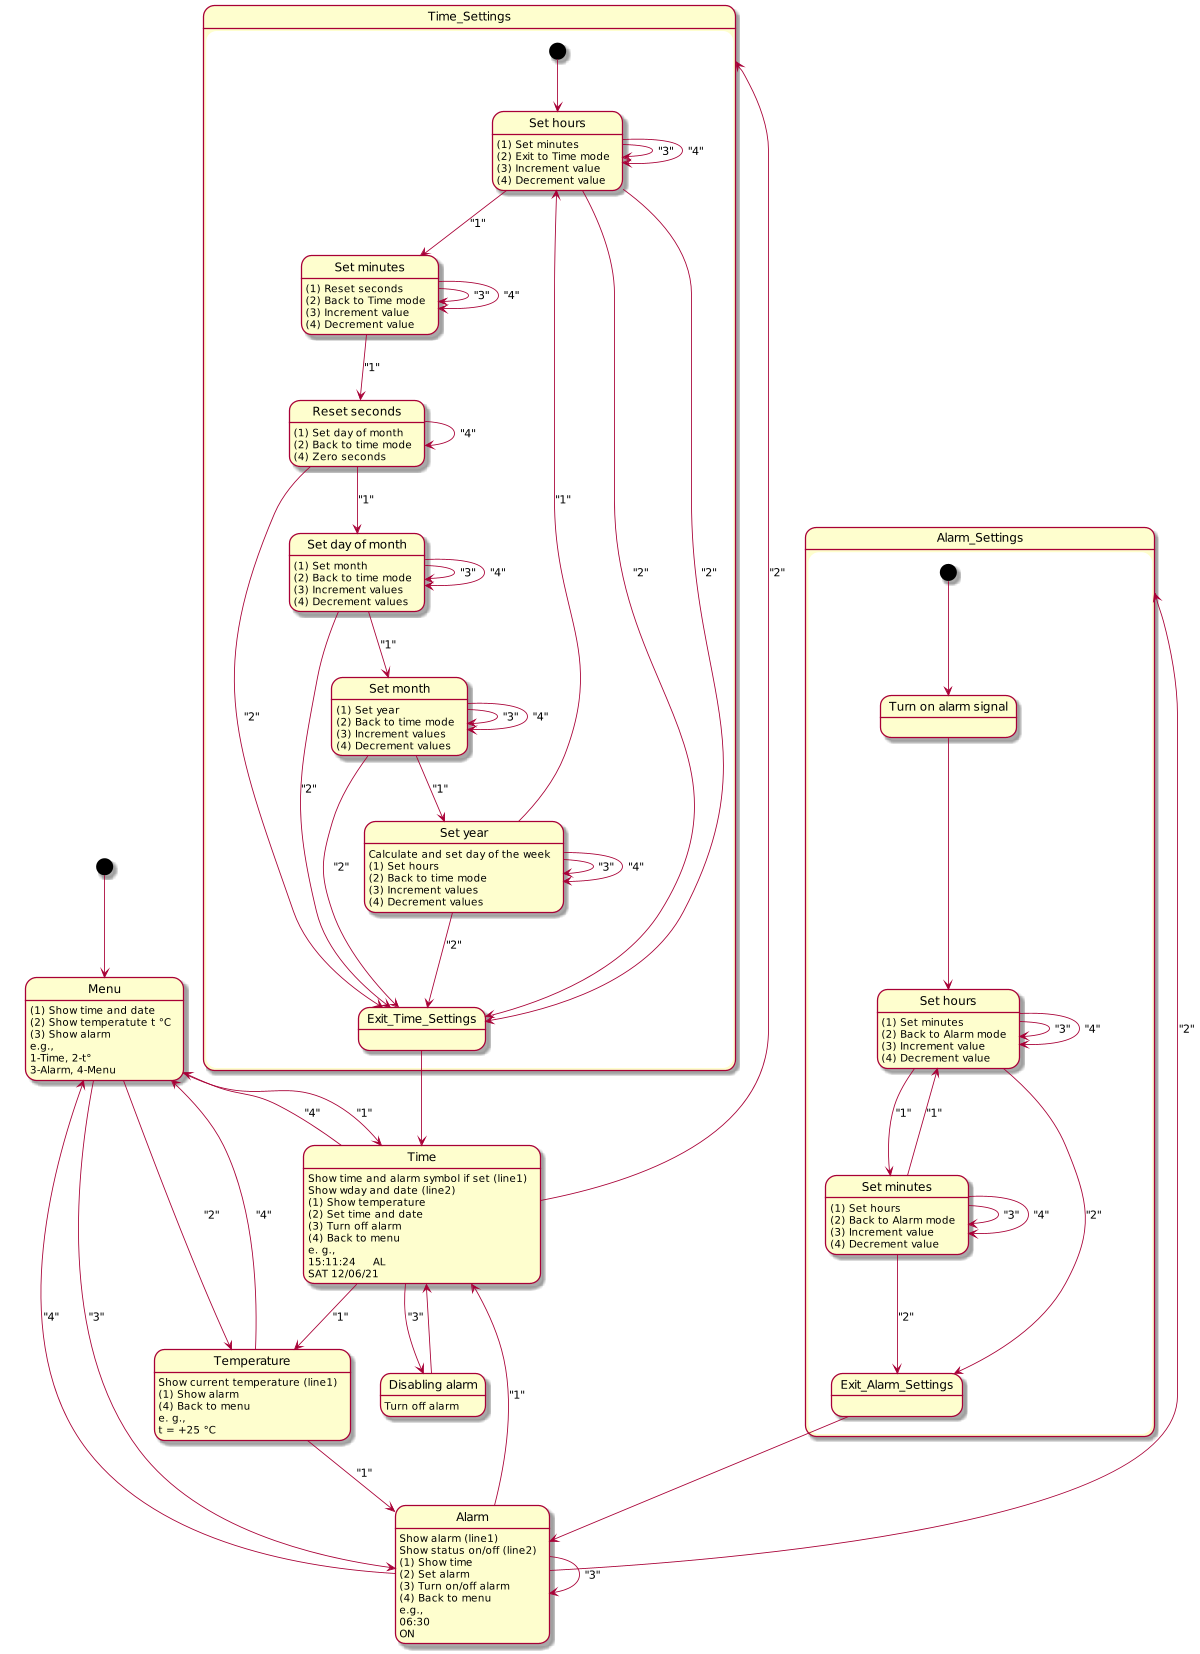 Time_Settings
Set hours
(1) Set minutes
(2) Exit to Time mode
(3) Increment value
(4) Decrement value
"3"
"4"
"1"
Set minutes
(1) Reset seconds
(2) Back to Time mode
(3) Increment value
(4) Decrement value
"3"
"4"
"1"
Reset seconds
(1) Set day of month
(2) Back to time mode
(4) Zero seconds
"4"
"1"
"1"
Set day of month
(1) Set month
(2) Back to time mode
(3) Increment values
(4) Decrement values
"3"
"4"
"2"
"2"
"2"
"1"
Set month
(1) Set year
(2) Back to time mode
(3) Increment values
(4) Decrement values
"3"
"4"
"2"
"2"
"1"
Set year
Calculate and set day of the week
(1) Set hours
(2) Back to time mode
(3) Increment values
(4) Decrement values
"3"
"4"
"2"
"2"
Exit_Time_Settings
Alarm_Settings
Turn on alarm signal
Set hours
(1) Set minutes
(2) Back to Alarm mode
(3) Increment value
(4) Decrement value
"3"
"4"
"2"
"1"
"1"
Set minutes
(1) Set hours
(2) Back to Alarm mode
(3) Increment value
(4) Decrement value
"3"
"4"
"2"
"2"
Exit_Alarm_Settings
Menu
(1) Show time and date
(2) Show temperatute t °C
(3) Show alarm
e.g.,
1-Time, 2-t°
3-Alarm, 4-Menu
"4"
"1"
Time
Show time and alarm symbol if set (line1)
Show wday and date (line2)
(1) Show temperature
(2) Set time and date
(3) Turn off alarm
(4) Back to menu
e. g.,
15:11:24     AL
SAT 12/06/21
"2"
"4"
"4"
"3"
"1"
"3"
Temperature
Show current temperature (line1)
(1) Show alarm
(4) Back to menu
e. g.,
t = +25 °C
Disabling alarm
Turn off alarm
"1"
"1"
Alarm
Show alarm (line1)
Show status on/off (line2)
(1) Show time
(2) Set alarm
(3) Turn on/off alarm
(4) Back to menu
e.g.,
06:30
ON
"3"